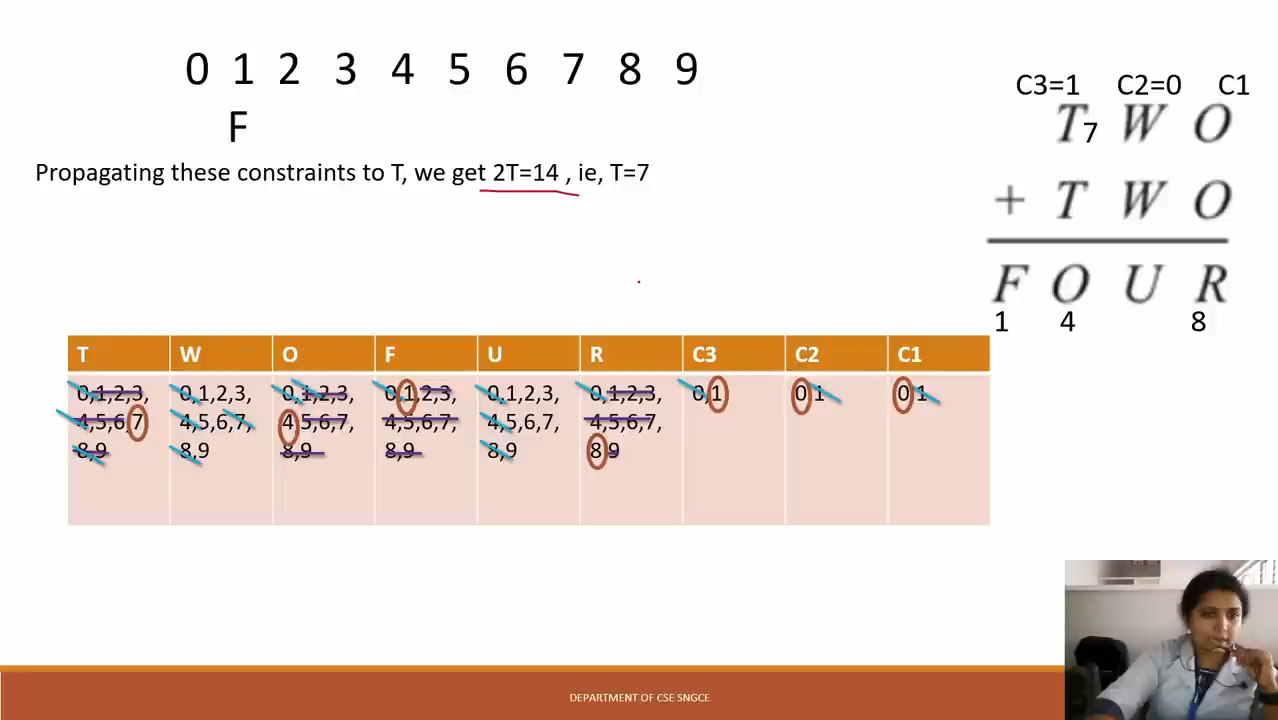 0 1 2 3 4 5 6 7 8 9
F
Propagating these constraints to T, we get 2T=14 , ie, T=7
C3=1 C2=0 C1
T 7 W O
+ T W O
F O U R
1 4 8
T W O F U R C3 C2 C1
0,1,2,3, 0,1,2,3, 0,1,2,3, 0,1,2,3, 0,1,2,3, 0,1,2,3, 0,1 0,1 0,1
4,5,6,7 4,5,6,7, 4,5,6,7, 4,5,6,7, 4,5,6,7, 4,5,6,7,
8,9 8,9 8,9 8,9 8,9 8,9
DEPARTMENT OF CSE SNGCE